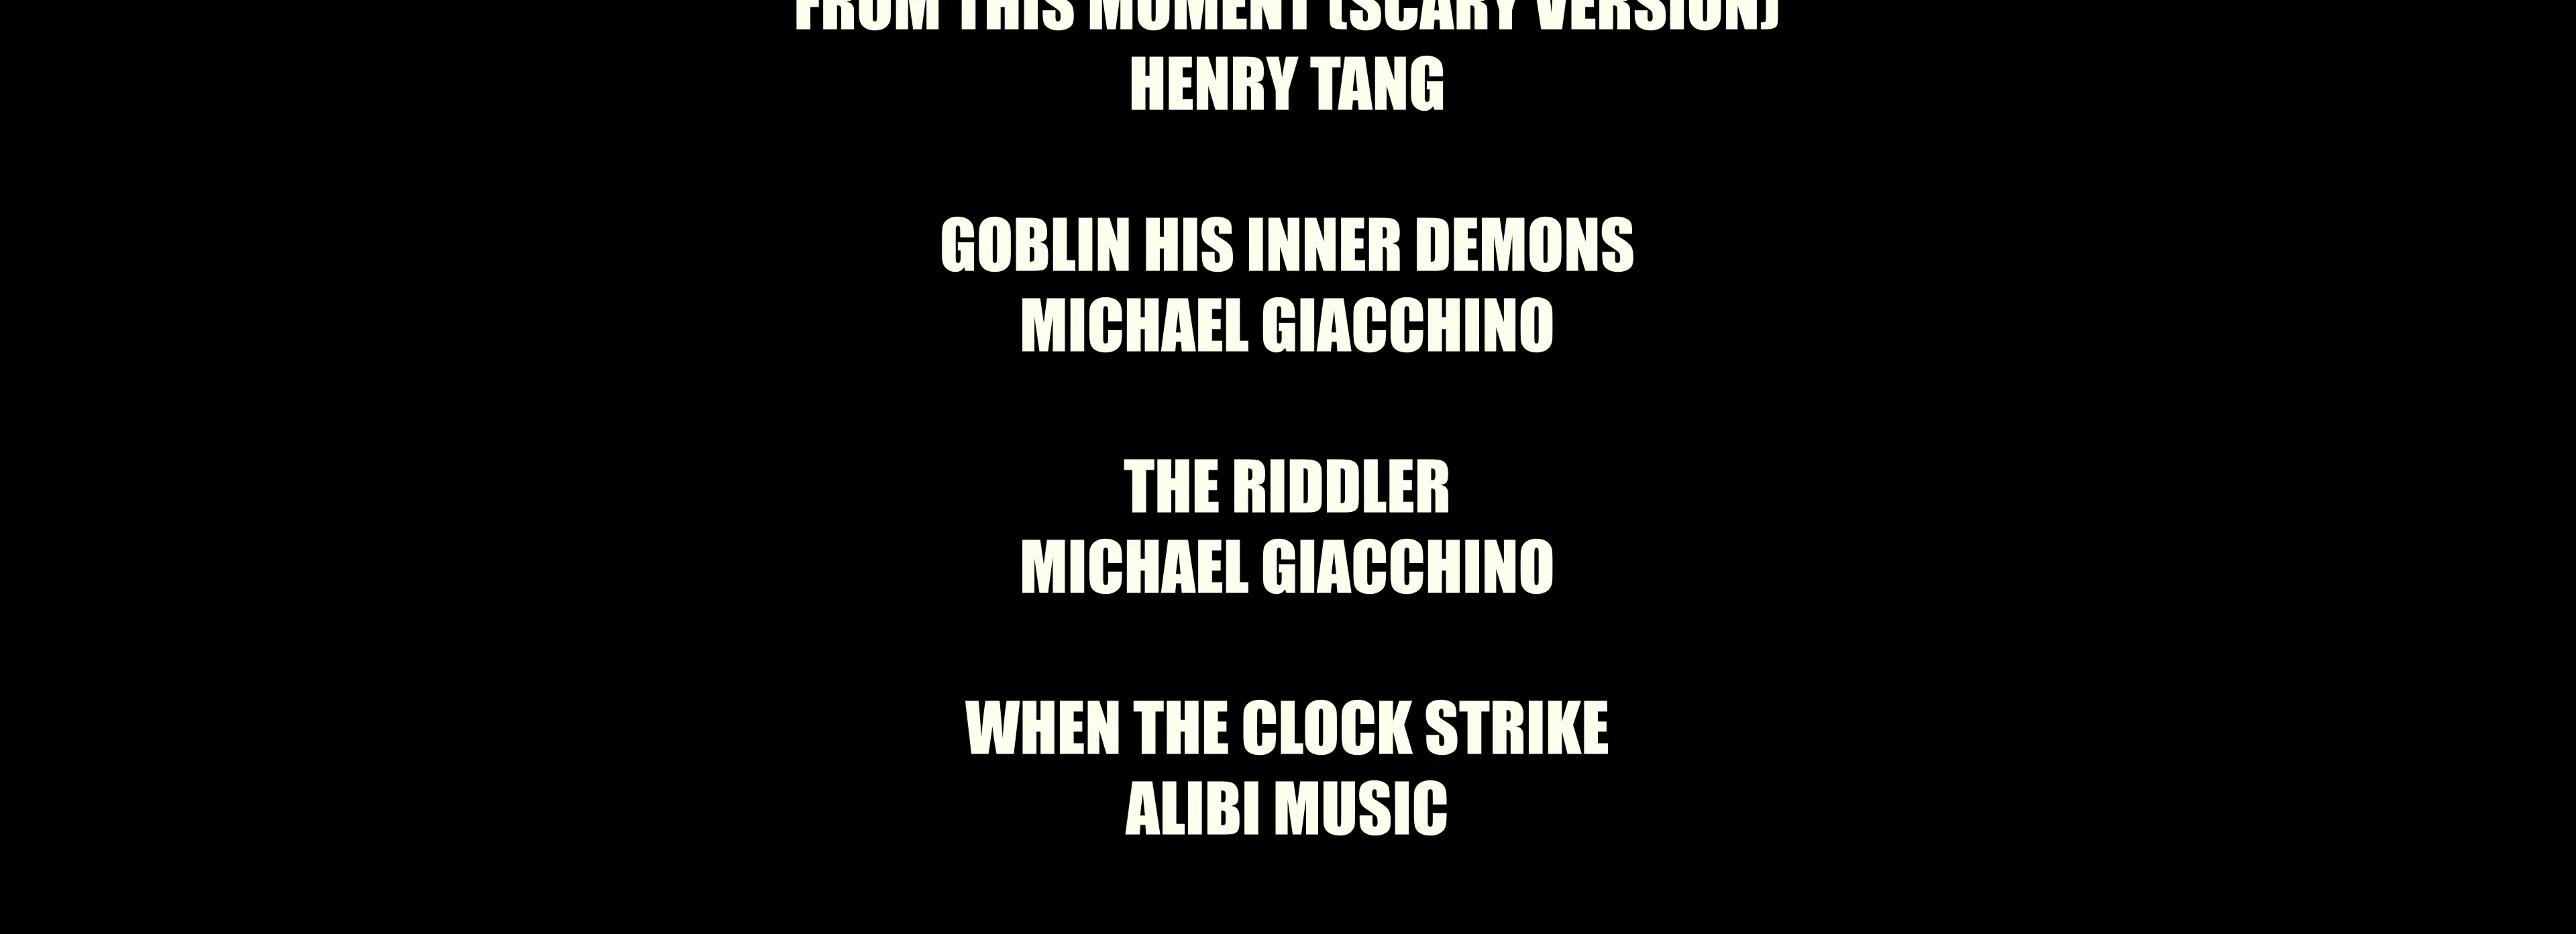 FROM THIS MOMENT (SCARY VERSION)
HENRY TANG
GOBLIN HIS INNER DEMONS
MICHAEL GIACCHINO
THE RIDDLER
MICHAEL GIACCHINO
WHEN THE CLOCK STRIKE
ALIBI MUSIC